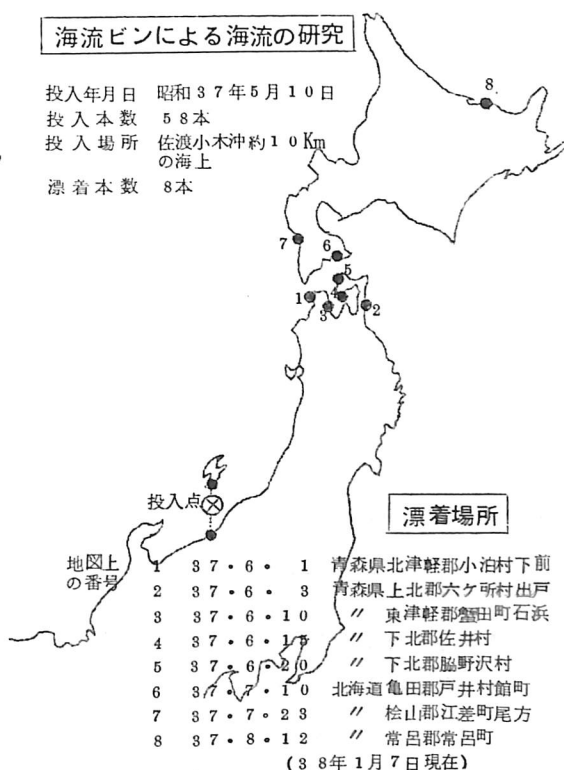 海流ビンによる海流の研究
投入年月日 昭和37年5月10日
投入本数 58本
投入場所 佐渡小木沖約10Km
の海上
漂着本数 8本
8
7
6
5
1
3
4
2
投入点
漂着場所
地図上
の番号
1 37・6・1 青森県北津軽郡小泊村下前
2 37・6・3 青森県上北郡六ケ所村出戸
3 37・6・10 〃 東津軽郡蟹田町石浜
4 37・6・15 〃 下北郡佐井村
5 37・6・20 〃 下北郡脇野沢村
6 37・7・10 北海道亀田郡戸井村館町
7 37・7・23 〃 桧山郡江差町尾方
8 37・8・12 〃 常呂郡常呂町
(38年1月7日現在)